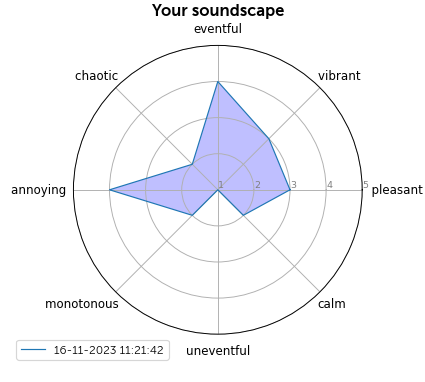 Your soundscape
eventful
chaotic
vibrant
annoying
1 2 3 4 5
pleasant
monotonous
calm
uneventful
16-11-2023 11:21:42